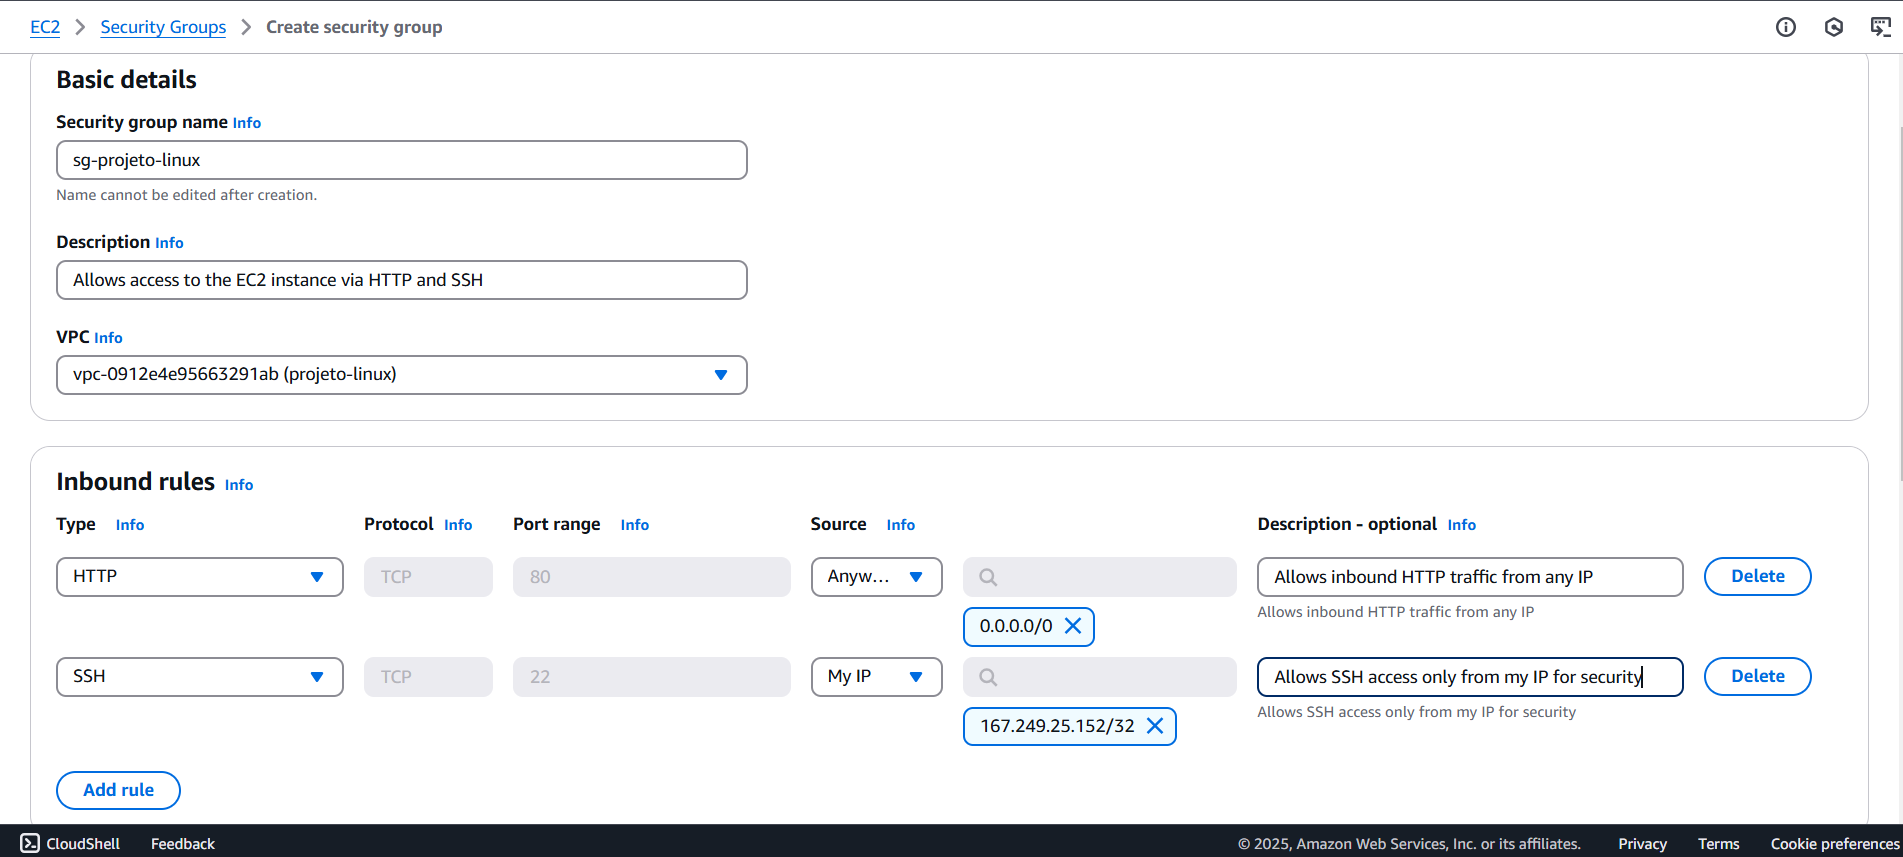 EC2 > Security Groups > Create security group
Basic details
Security group name Info
sg-projeto-linux
Name cannot be edited after creation.
Description Info
Allows access to the EC2 instance via HTTP and SSH
VPC Info
vpc-0912e4e95663291ab (projeto-linux)
Inbound rules Info
Type Info Protocol Info Port range Info Source Info Description - optional Info
HTTP TCP 80 Anyw... Allows inbound HTTP traffic from any IP Delete
Allows inbound HTTP traffic from any IP
0.0.0.0/0
SSH TCP 22 My IP Allows SSH access only from my IP for security Delete
Allows SSH access only from my IP for security
167.249.25.152/32
Add rule
CloudShell Feedback © 2025, Amazon Web Services, Inc. or its affiliates. Privacy Terms Cookie preferences